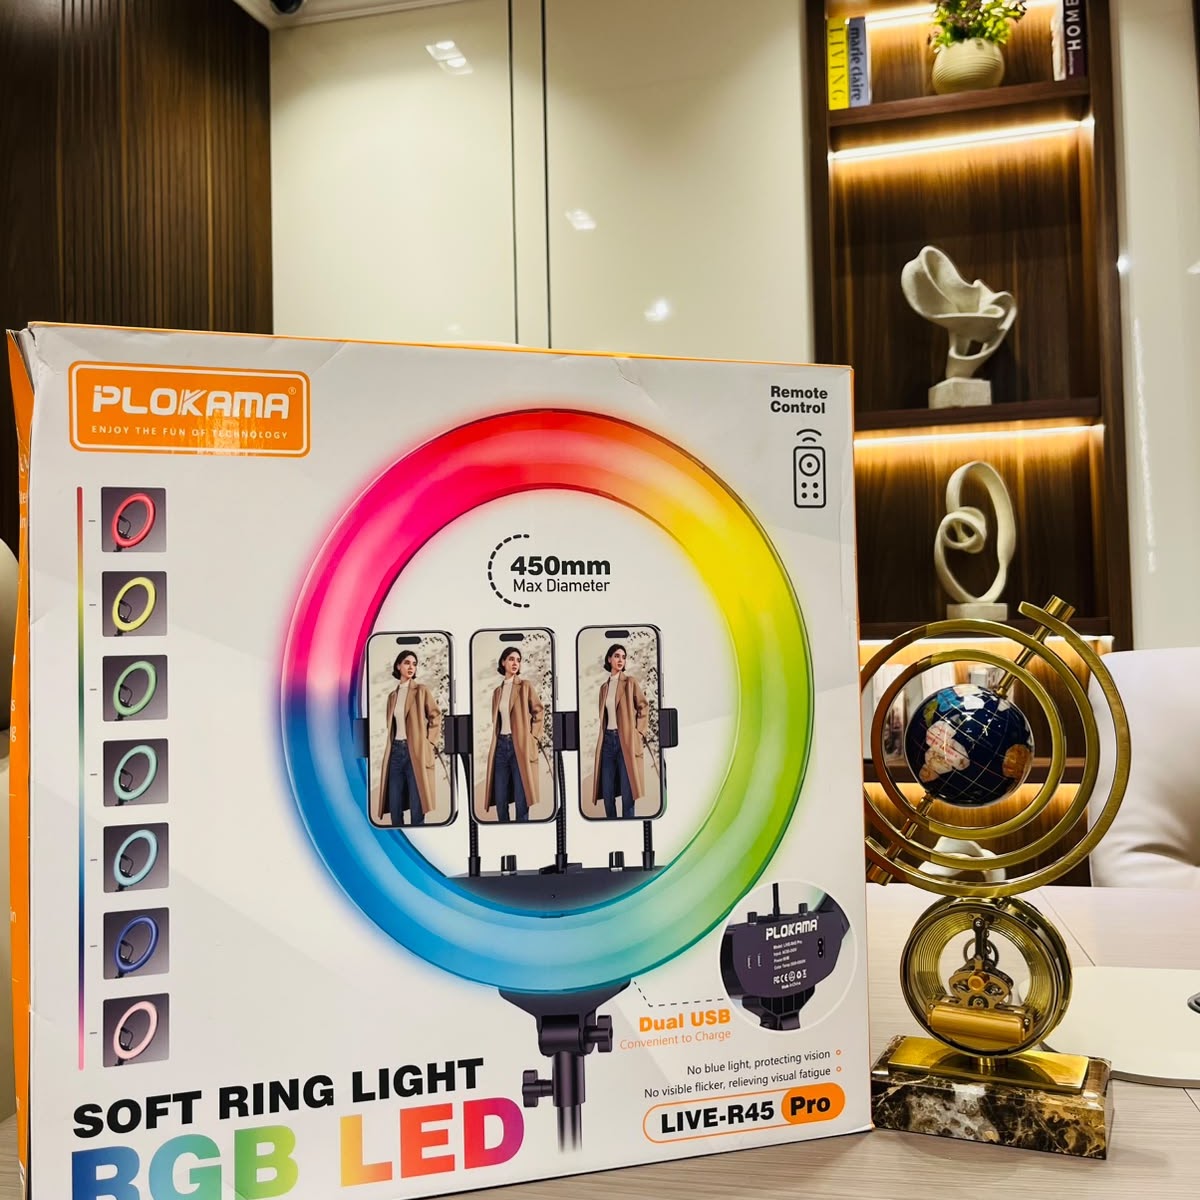 LIVING
marie claire
HOME
PLOKAMA®
ENJOY THE FUN OF TECHNOLOGY
Remote
Control
450mm
Max Diameter
PLOKAMA
Dual USB
Convenient to Charge
No blue light, protecting vision
No visible flicker, relieving visual fatigue
LIVE-R45 Pro
SOFT RING LIGHT
RGB LED